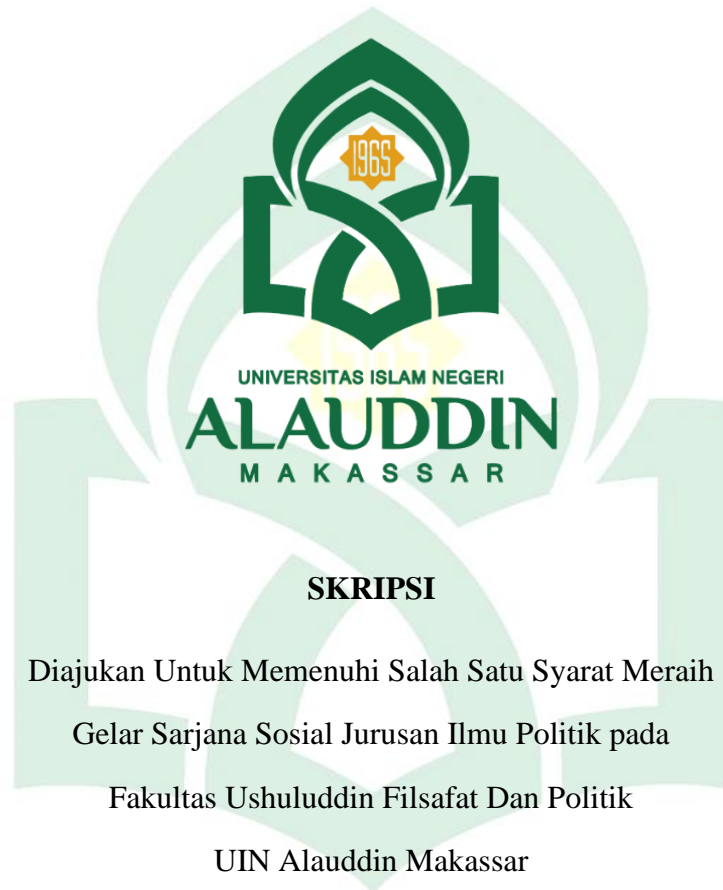 1965
UNIVERSITAS ISLAM NEGERI
ALAUDDIN
MAKASSAR
SKRIPSI
Diajukan Untuk Memenuhi Salah Satu Syarat Meraih
Gelar Sarjana Sosial Jurusan Ilmu Politik pada
Fakultas Ushuluddin Filsafat Dan Politik
UIN Alauddin Makassar